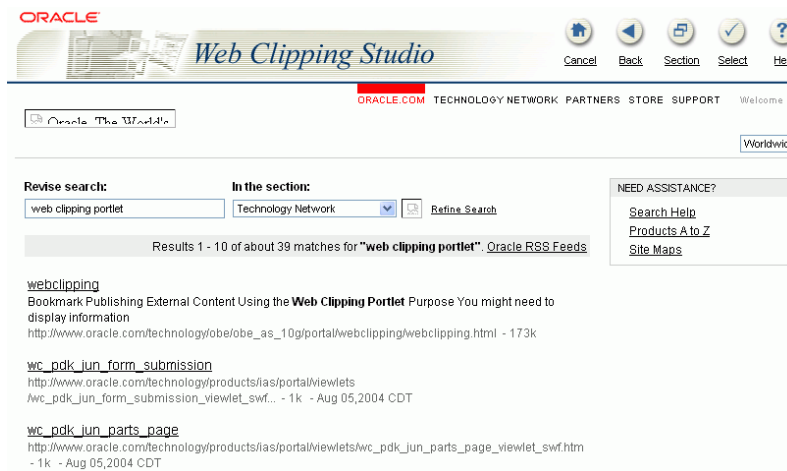 ORACLE
Web Clipping Studio
Cancel Back Section Select
ORACLE.COM TECHNOLOGY NETWORK PARTNERS STORE SUPPORT Welcome
Oracle, The World's
Revise search: In the section:
web clipping portlet Technology Network Refine Search
Results 1 - 10 of about 39 matches for "web clipping portlet". Oracle RSS Feeds
NEED ASSISTANCE?
Search Help
Products A to Z
Site Maps
webclipping
Bookmark Publishing External Content Using the Web Clipping Portlet Purpose You might need to
display information
http://www.oracle.com/technology/obe/obe_as_10g/portal/webclipping/webclipping.html - 173k
wc_pdk_jun_form_submission
http://www.oracle.com/technology/products/ias/portal/viewlets
/wc_pdk_jun_form_submission_viewlet_swf... - 1k - Aug 05,2004 CDT
wc_pdk_jun_parts_page
http://www.oracle.com/technology/products/ias/portal/viewlets/wc_pdk_jun_parts_page_viewlet_swf.htm
- 1k - Aug 05,2004 CDT